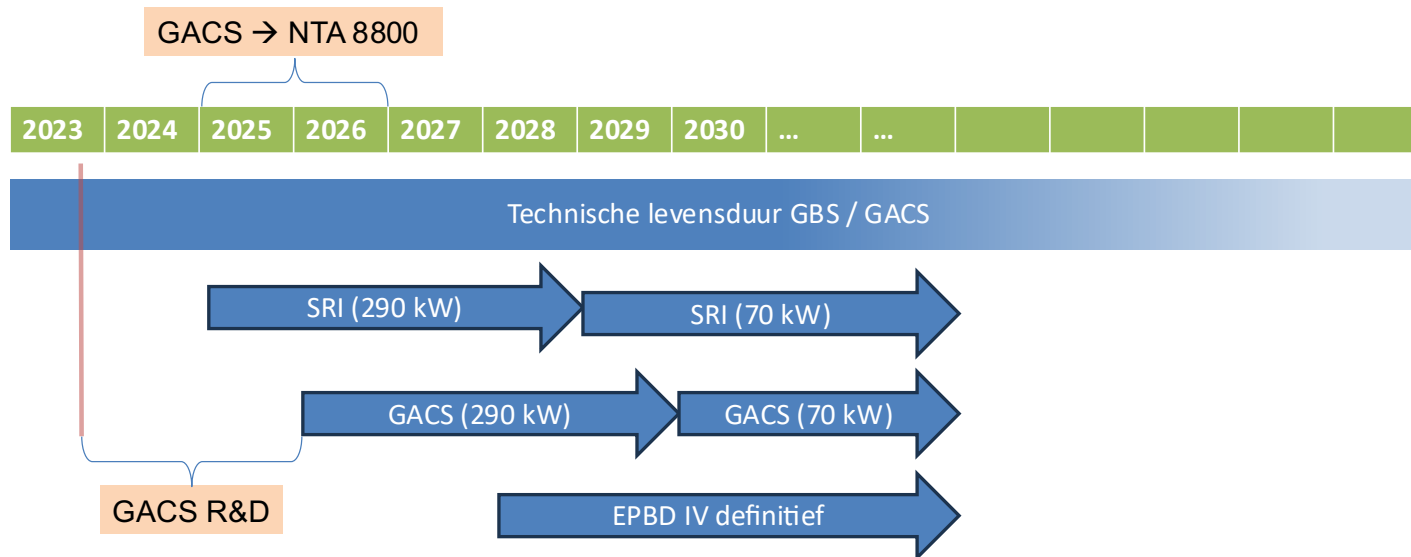 GACS → NTA 8800
2023 2024 2025 2026 2027 2028 2029 2030 ... ...
Technische levensduur GBS / GACS
SRI (290 kW) SRI (70 kW)
GACS (290 kW) GACS (70 kW)
GACS R&D
EPBD IV definitief